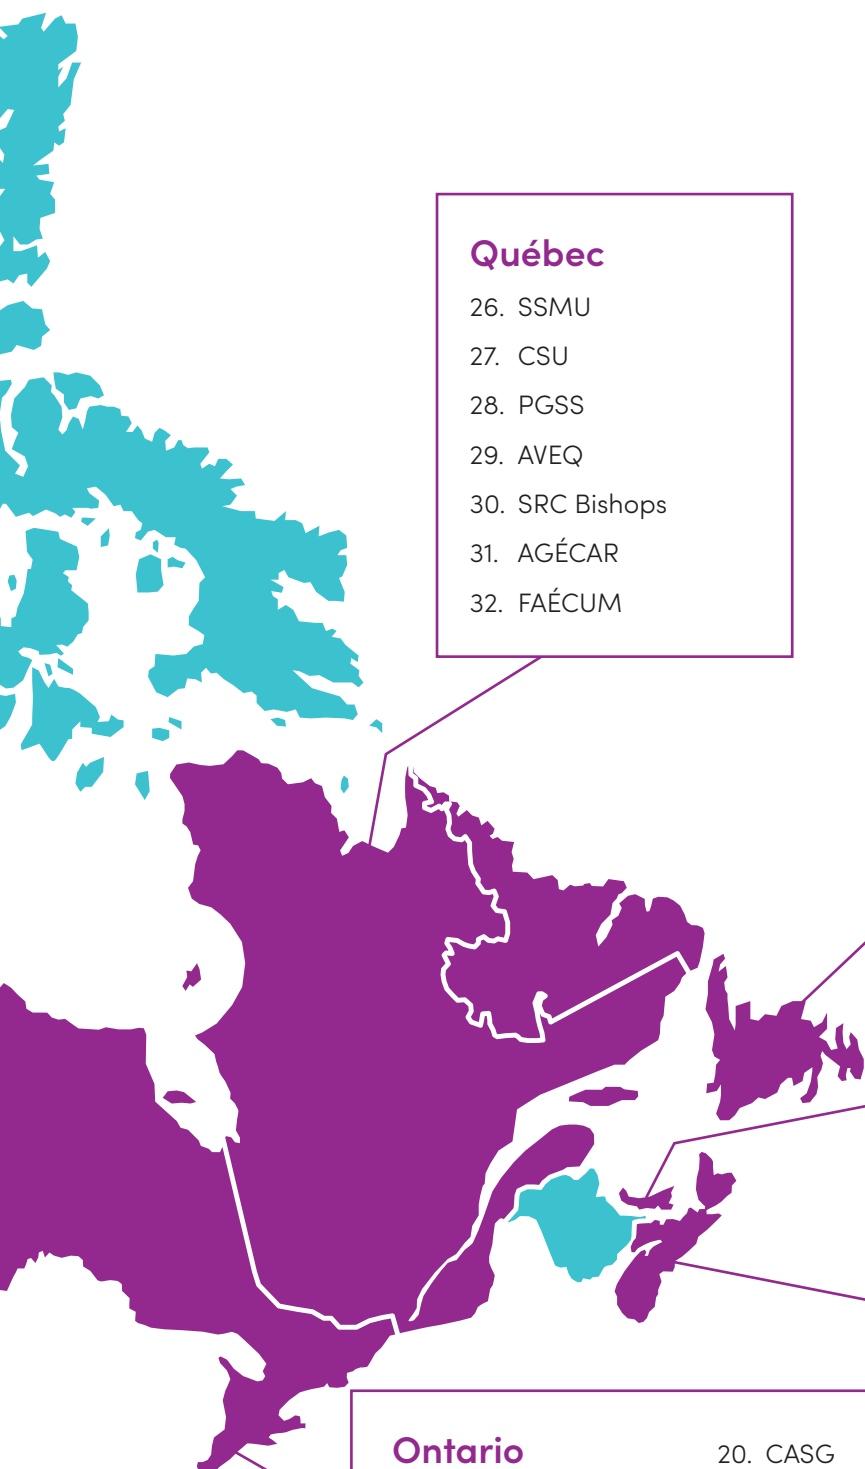 Québec
26. SSMU
27. CSU
28. PGSS
29. AVEQ
30. SRC Bishops
31. AGÉCAR
32. FAÉCUM
Ontario
20. CASG